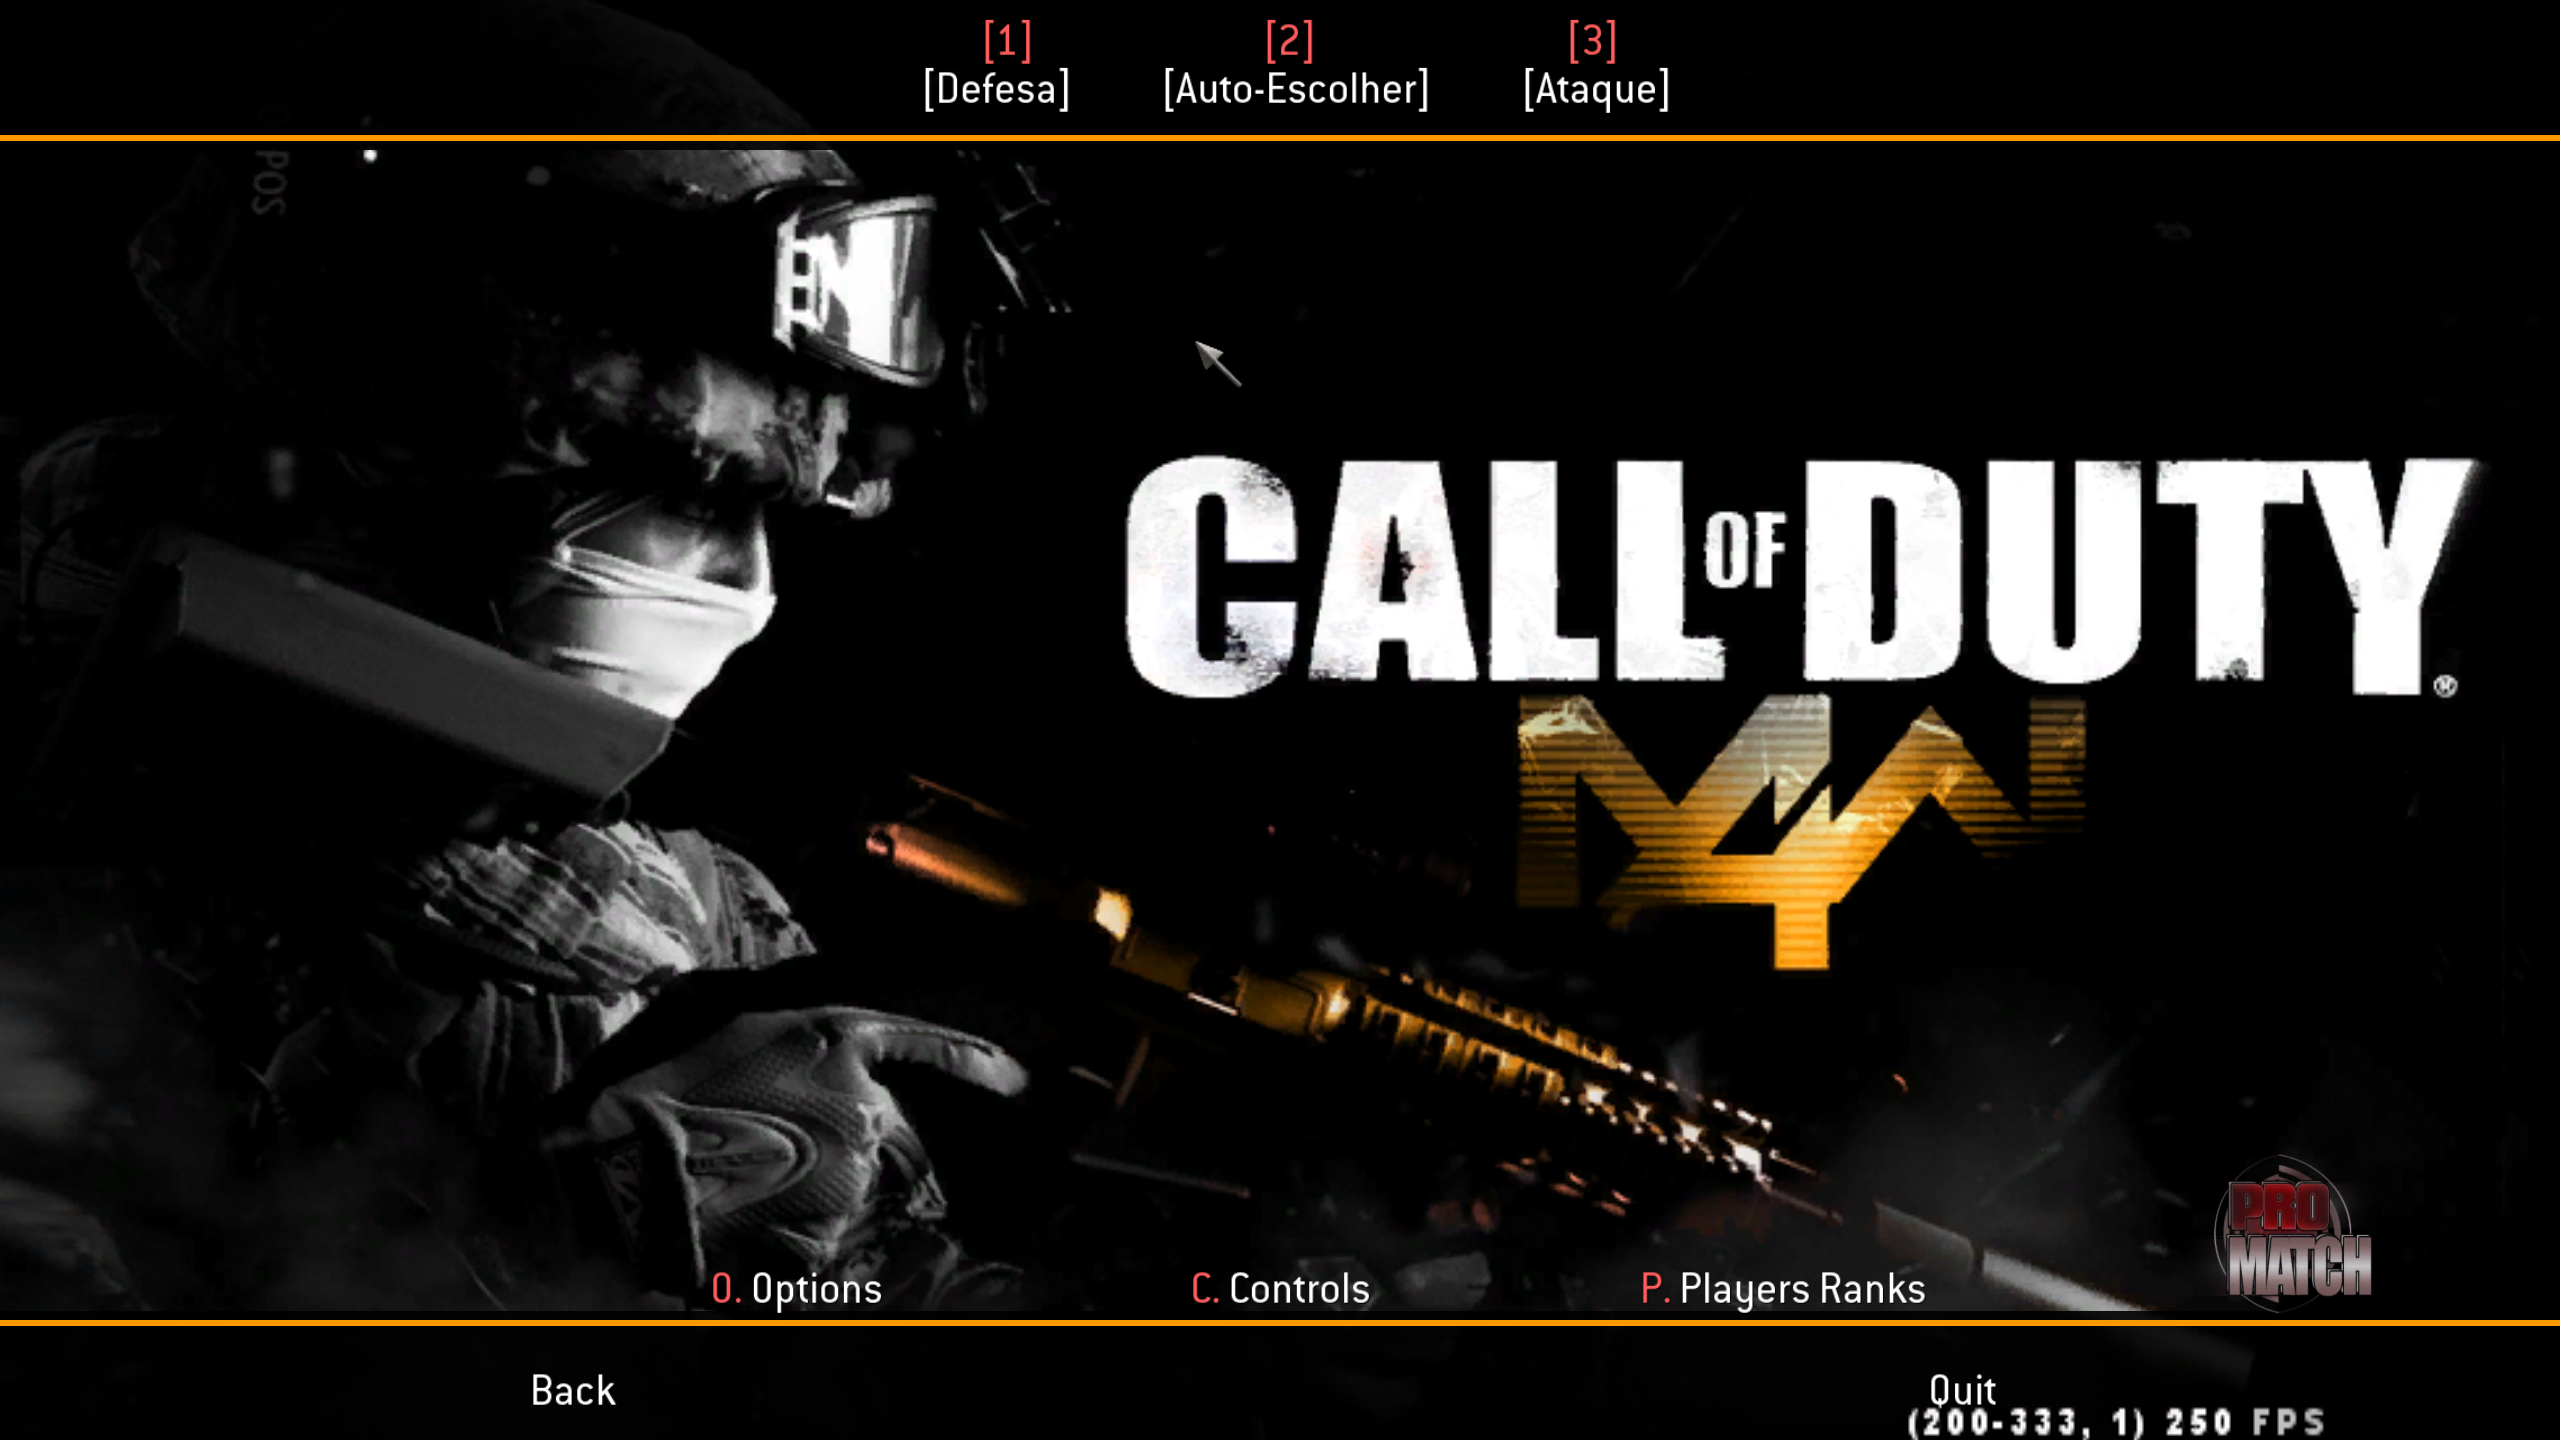 [1] [2] [3]
[Defesa] [Auto-Escolher] [Ataque]
O POS
CALL OF DUTY®
MW4
PRO
MATCH
O. Options C. Controls P. Players Ranks
Back Quit
(200-333, 1) 250 FPS